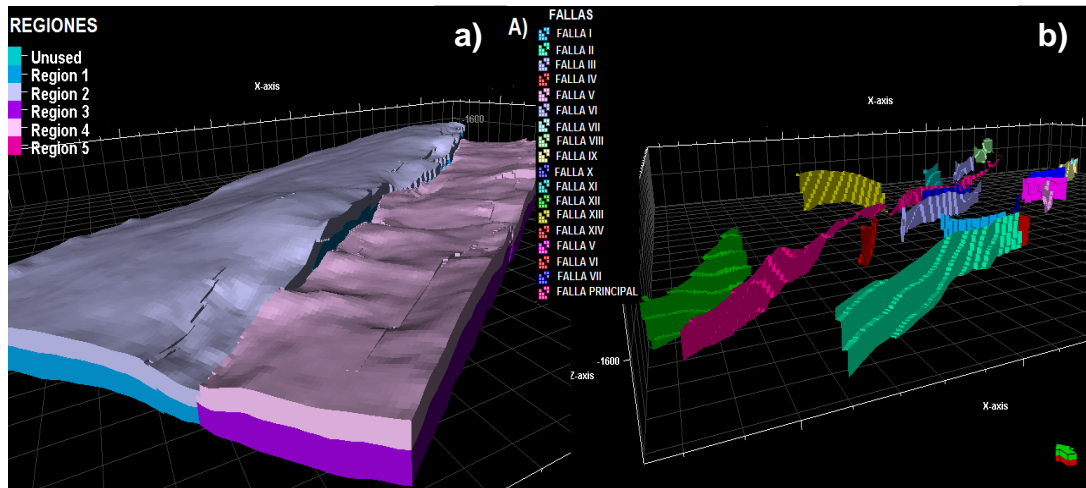 REGIONES
Unused
Region 1
Region 2
Region 3
Region 4
Region 5
a)
X-axis
-1600
A)
FALLAS
FALLA I
FALLA II
FALLA III
FALLA IV
FALLA V
FALLA VI
FALLA VII
FALLA VIII
FALLA IX
FALLA X
FALLA XI
FALLA XII
FALLA XIII
FALLA XIV
FALLA V
FALLA VI
FALLA VII
FALLA PRINCIPAL
b)
X-axis
-1600
Z-axis
X-axis